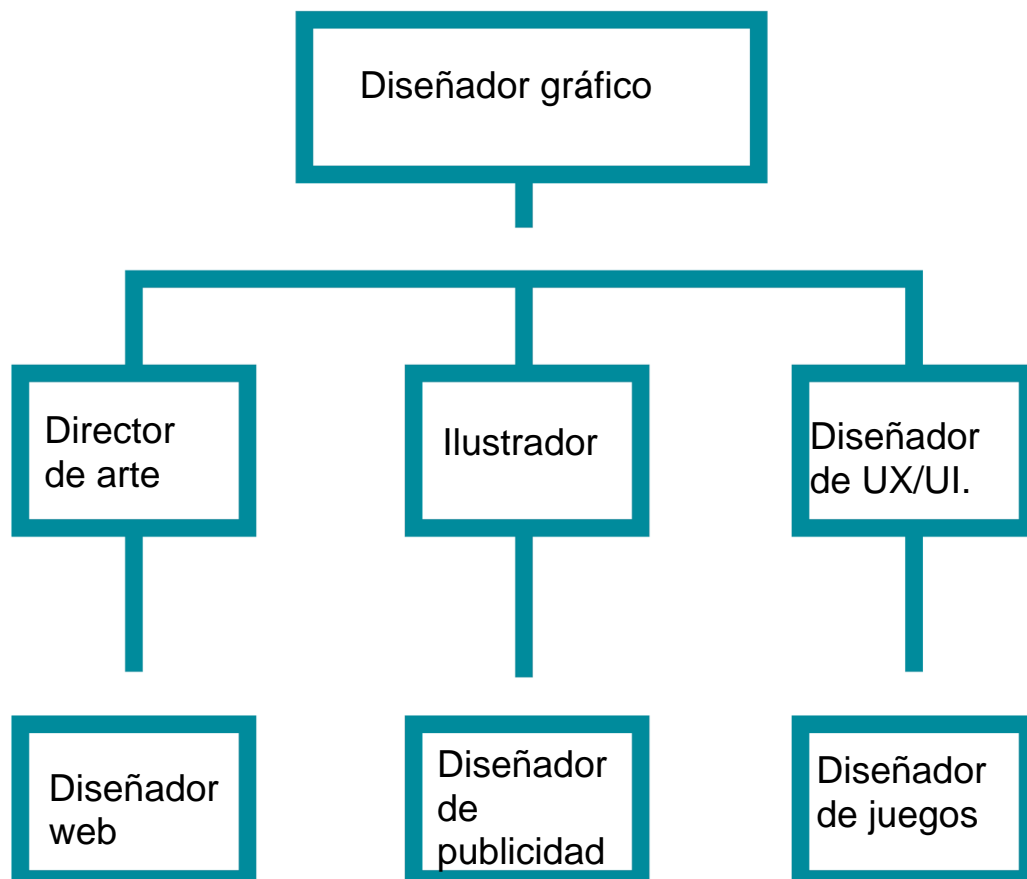 Diseñador gráfico
Director
de arte
Ilustrador
Diseñador
de UX/UI.
Diseñador
web
Diseñador
de
publicidad
Diseñador
de juegos